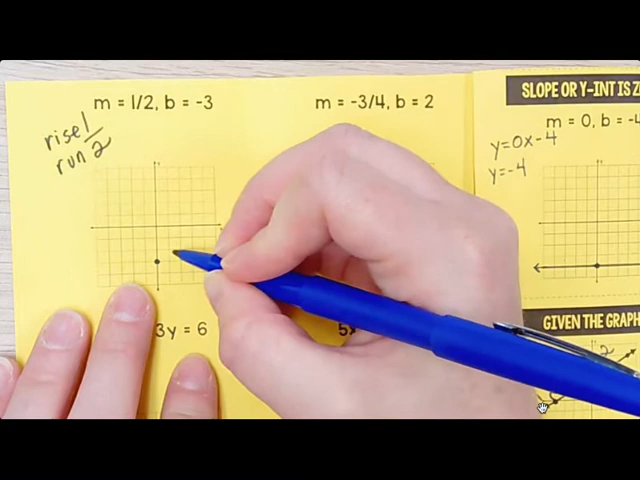 m = 1/2, b = -3
rise 1
run 2
m = -3/4, b = 2
SLOPE OR Y-INT IS
m = 0, b = -4
y=0x-4
y=-4
3y = 6
GIVEN THE GRAPH
2